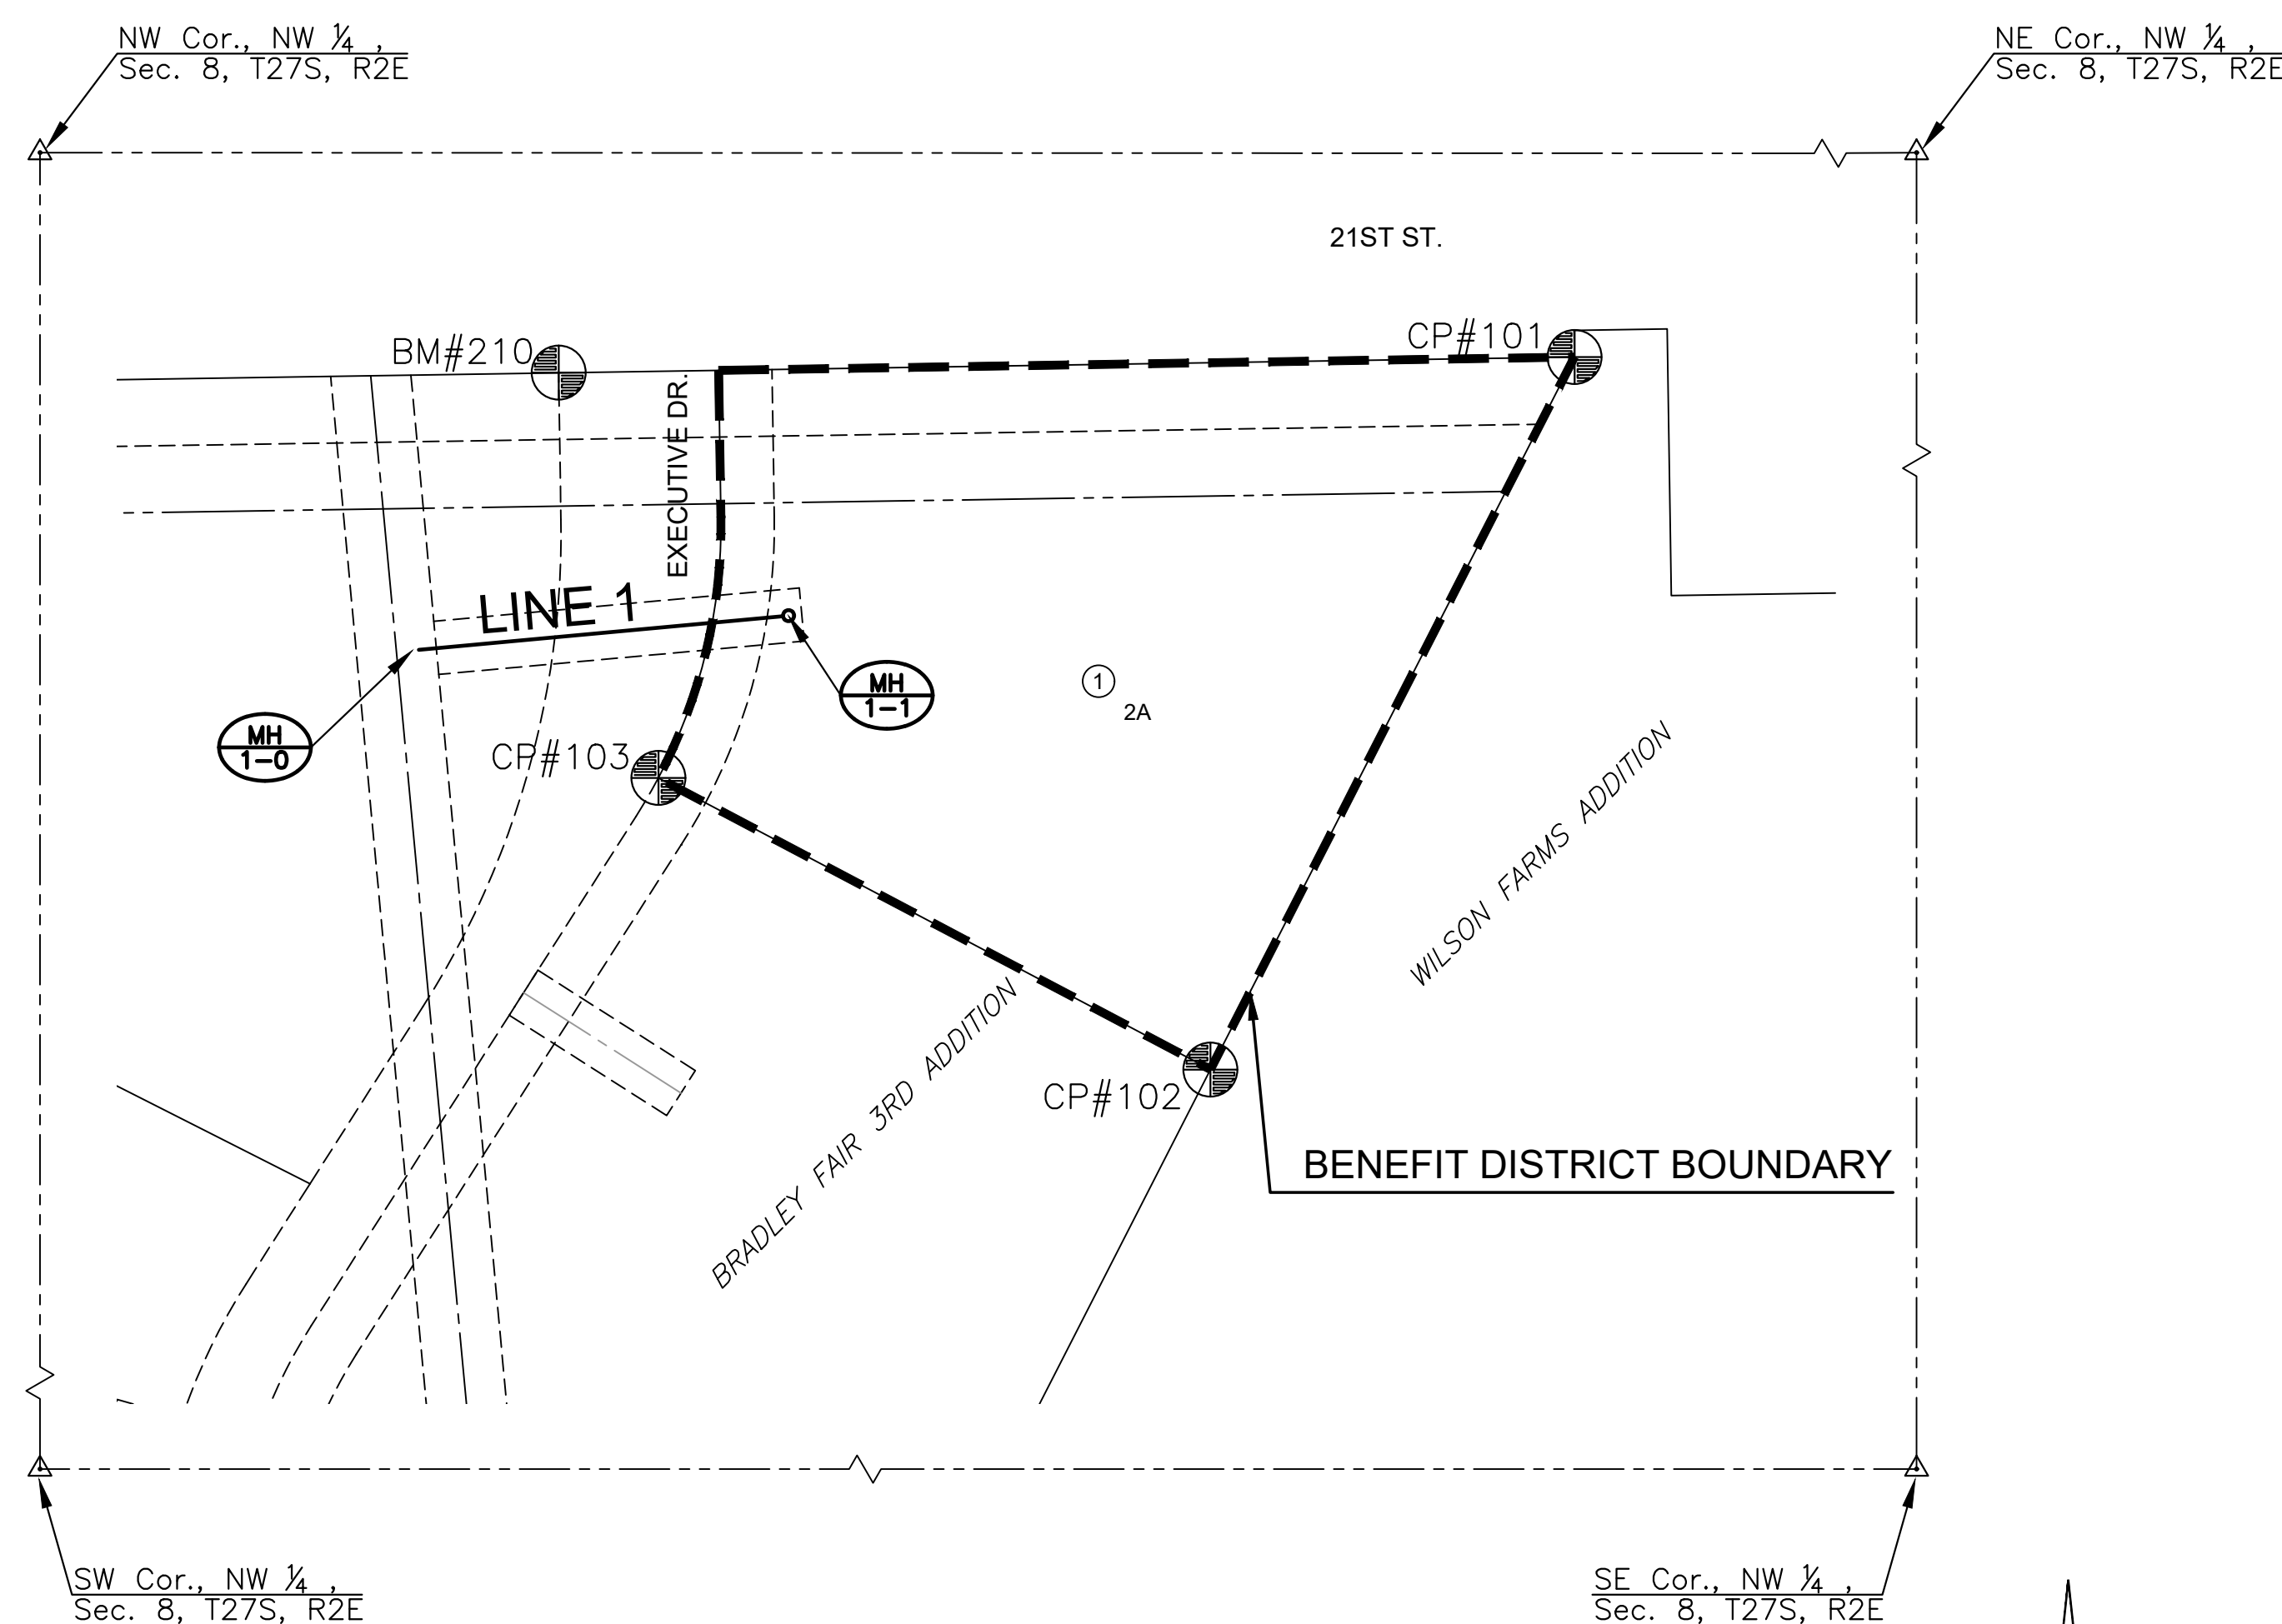 NW Cor., NW ¼ ,
Sec. 8, T27S, R2E
NE Cor., NW ¼ ,
Sec. 8, T27S, R2E
21ST ST.
CP#101
BM#210
EXECUTIVE DR.
LINE 1
MH
1-1
1
2A
MH
1-0
CP#103
WILSON FARMS ADDITION
BRADLEY FAIR 3RD ADDITION
CP#102
BENEFIT DISTRICT BOUNDARY
SW Cor., NW ¼ ,
Sec. 8, T27S, R2E
SE Cor., NW ¼ ,
Sec. 8, T27S, R2E